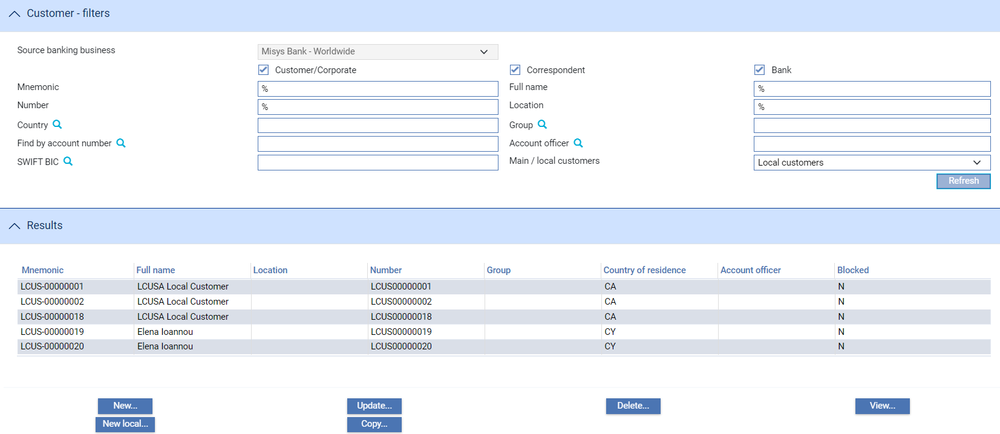 Customer - filters
Source banking business Misys Bank - Worldwide
Customer/Corporate Correspondent Bank
Mnemonic % Full name %
Number % Location %
Country Group
Find by account number Account officer
SWIFT BIC Main / local customers Local customers
Refresh
Results
Mnemonic Full name Location Number Group Country of residence Account officer Blocked
LCUS-00000001 LCUSA Local Customer LCUS00000001 CA N
LCUS-00000002 LCUSA Local Customer LCUS00000002 CA N
LCUS-00000018 LCUSA Local Customer LCUS00000018 CA N
LCUS-00000019 Elena Ioannou LCUS00000019 CY N
LCUS-00000020 Elena Ioannou LCUS00000020 CY N
New... Update... Delete... View...
New local... Copy...